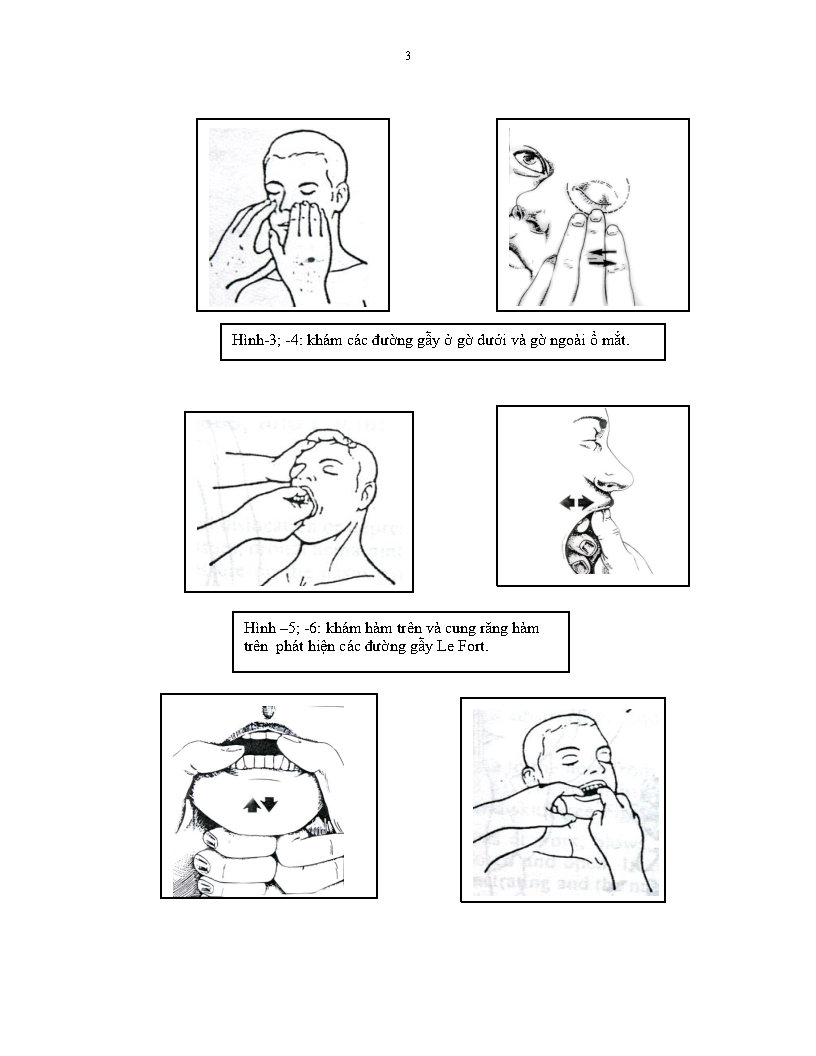 3
Hình-3; -4: khám các đường gẫy ở gờ dưới và gờ ngoài ổ mắt.
Hình –5; -6: khám hàm trên và cung răng hàm
trên phát hiện các đường gẫy Le Fort.